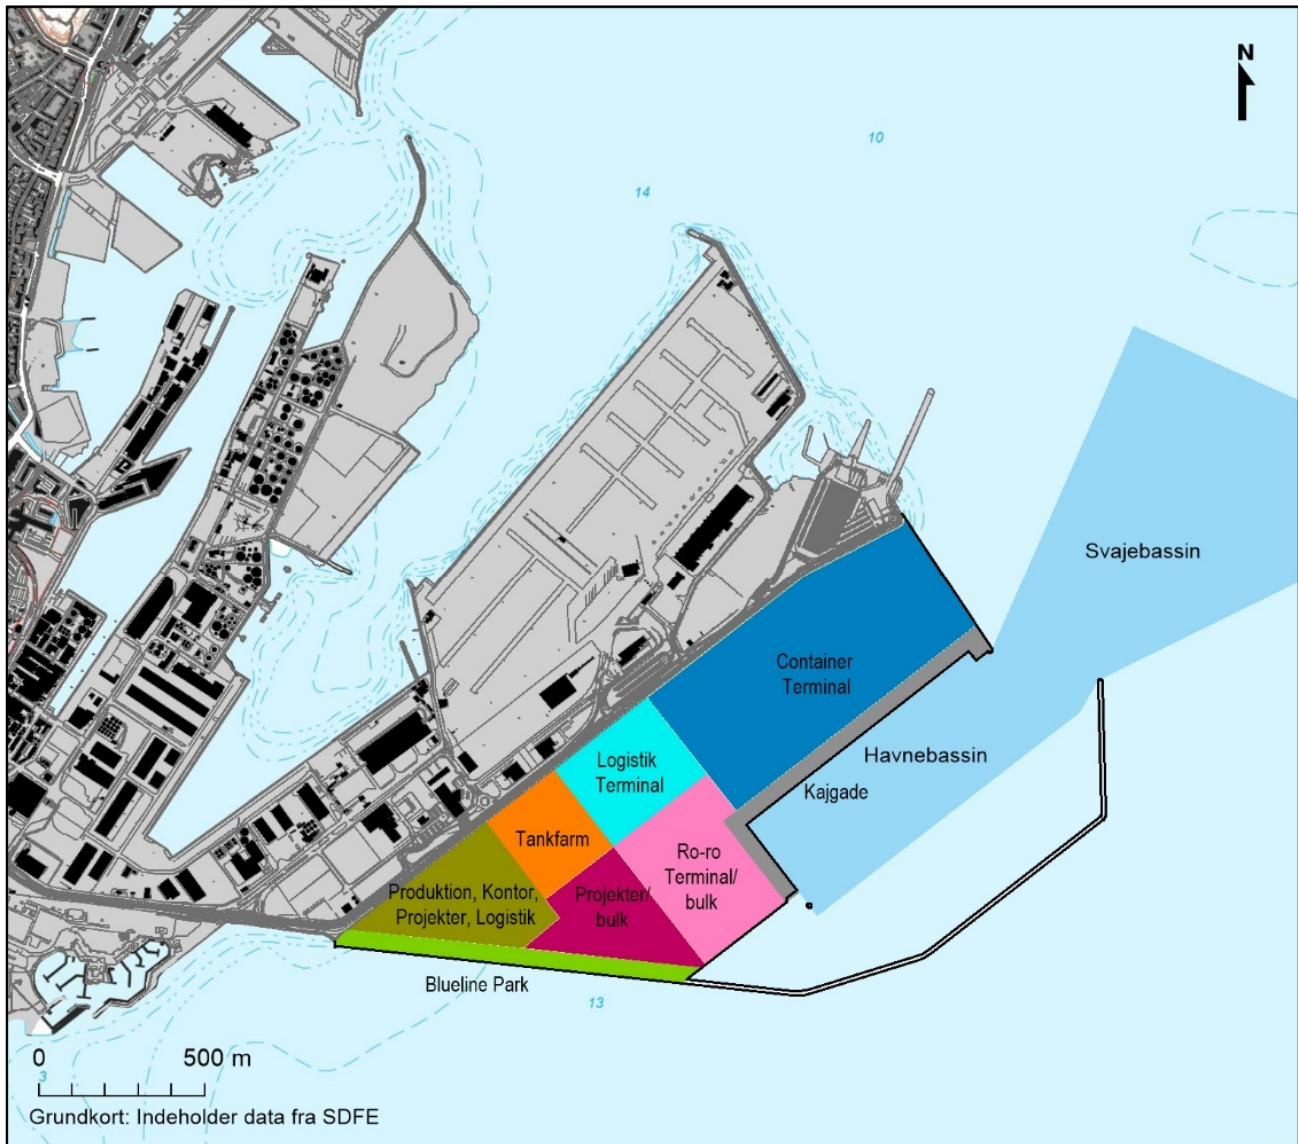 N
10
14
Svajebassin
Container
Terminal
Havnebassin
Kajgade
Logistik
Terminal
Tankfarm
Ro-ro
Terminal/
bulk
Produktion, Kontor,
Projekter, Logistik
Projekter/
bulk
Blueline Park
13
0 500 m
3
Grundkort: Indeholder data fra SDFE